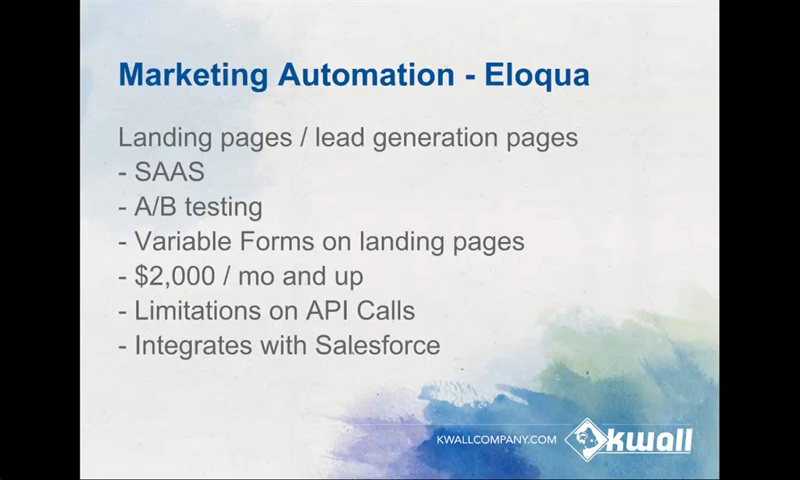 Marketing Automation - Eloqua
Landing pages / lead generation pages
- SAAS
- A/B testing
- Variable Forms on landing pages
- $2,000 / mo and up
- Limitations on API Calls
- Integrates with Salesforce
KWALLCOMPANY.COM
kwall